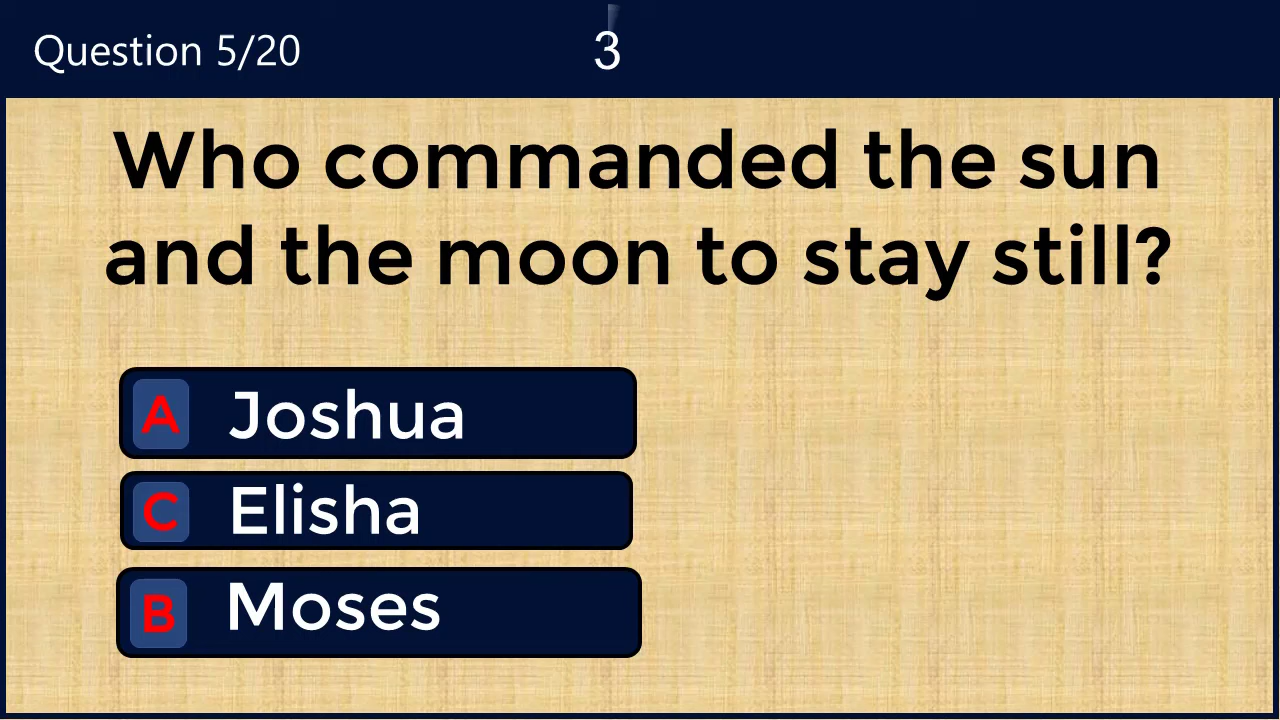 Question 5/20
3
Who commanded the sun
and the moon to stay still?
A Joshua
C Elisha
B Moses